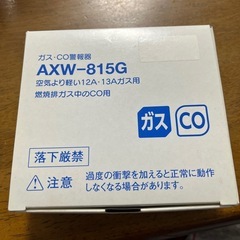 ガス・CO警報器
AXW-815G
空気より軽い12A・13Aガス用
燃焼排ガス中のCO用
ガス
CO
落下厳禁
注意
過度の衝撃を加えると正常に動作
しなくなる場合があります。